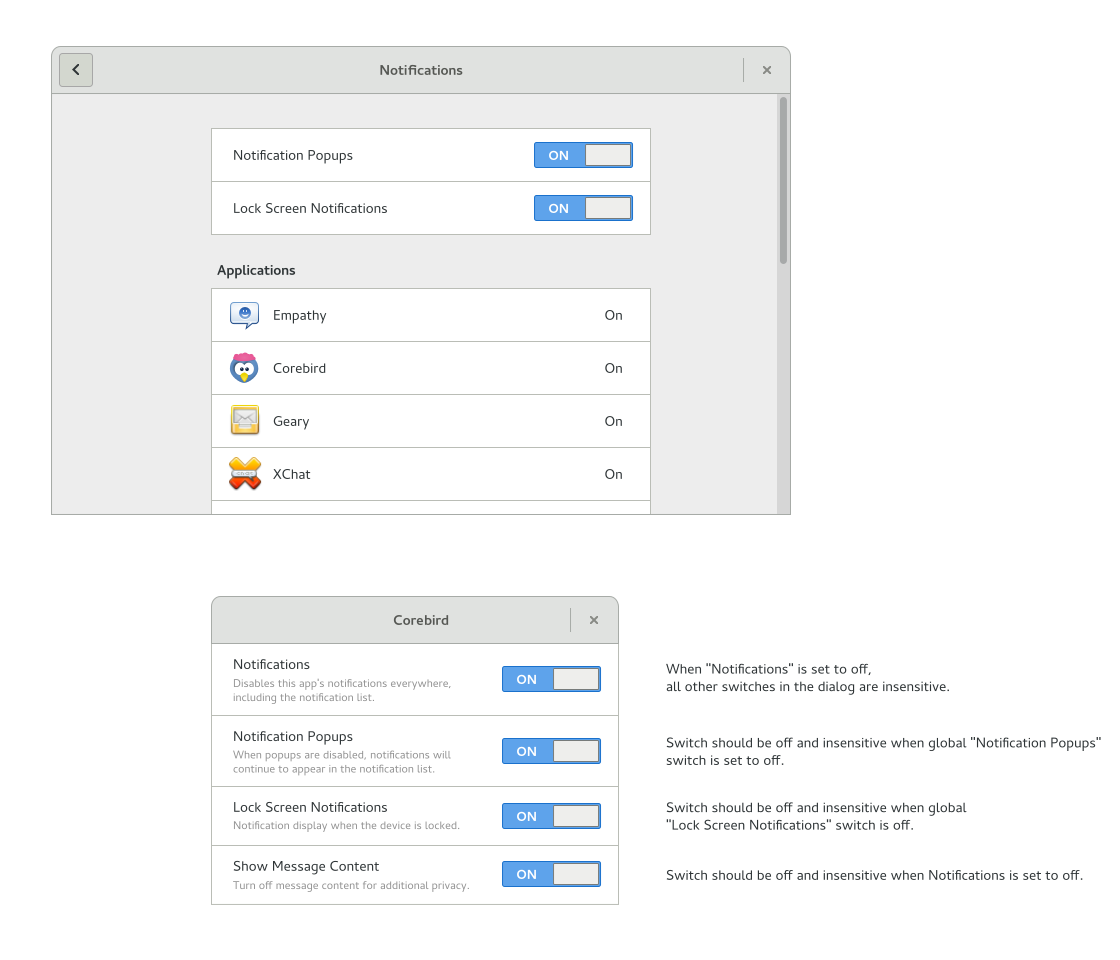 Notifications
Notification Popups
ON
Lock Screen Notifications
ON
Applications
Empathy
On
Corebird
On
Geary
On
XChat
On
Corebird
Notifications
Disables this app's notifications everywhere,
including the notification list.
ON
When "Notifications" is set to off,
all other switches in the dialog are insensitive.
Notification Popups
When popups are disabled, notifications will
continue to appear in the notification list.
ON
Switch should be off and insensitive when global "Notification Popups"
switch is set to off.
Lock Screen Notifications
Notification display when the device is locked.
ON
Switch should be off and insensitive when global
"Lock Screen Notifications" switch is off.
Show Message Content
Turn off message content for additional privacy.
ON
Switch should be off and insensitive when Notifications is set to off.